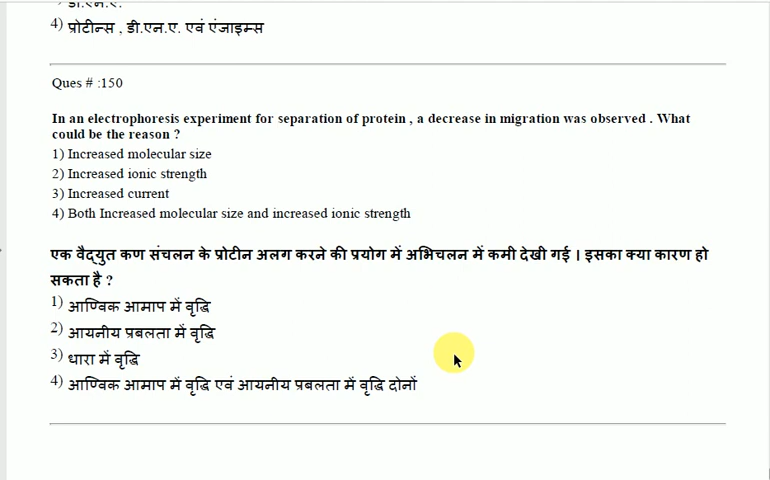 डी.एन.ए.
4) प्रोटीन्स , डी.एन.ए. एवं एंजाइम्स
Ques # :150
In an electrophoresis experiment for separation of protein , a decrease in migration was observed . What
could be the reason ?
1) Increased molecular size
2) Increased ionic strength
3) Increased current
4) Both Increased molecular size and increased ionic strength
एक वैद्युत कण संचलन के प्रोटीन अलग करने की प्रयोग में अभिचलन में कमी देखी गई । इसका क्या कारण हो
सकता है ?
1) आण्विक आमाप में वृद्धि
2) आयनीय प्रबलता में वृद्धि
3) धारा में वृद्धि
4) आण्विक आमाप में वृद्धि एवं आयनीय प्रबलता में वृद्धि दोनों